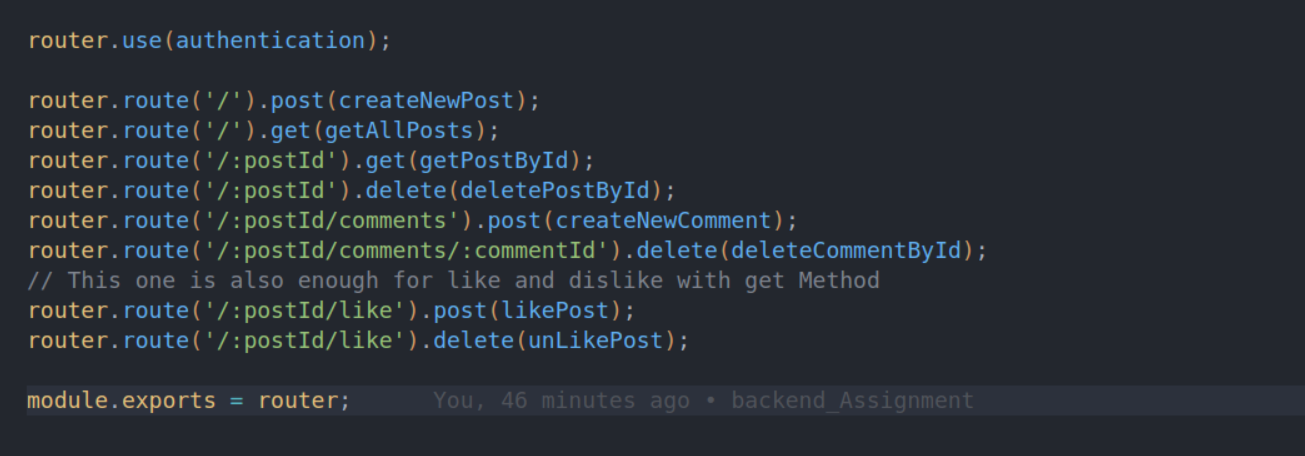 router.use(authentication);
router.route('/').post(createNewPost);
router.route('/').get(getAllPosts);
router.route('/:postId').get(getPostById);
router.route('/:postId').delete(deletePostById);
router.route('/:postId/comments').post(createNewComment);
router.route('/:postId/comments/:commentId').delete(deleteCommentById);
// This one is also enough for like and dislike with get Method
router.route('/:postId/like').post(likePost);
router.route('/:postId/like').delete(unLikePost);
module.exports = router; You, 46 minutes ago • backend_Assignment